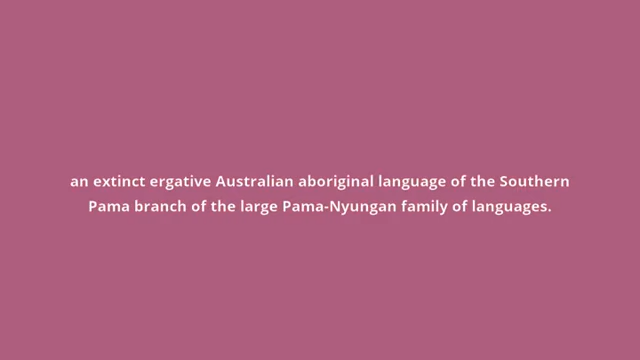 an extinct ergative Australian aboriginal language of the Southern
Pama branch of the large Pama-Nyungan family of languages.